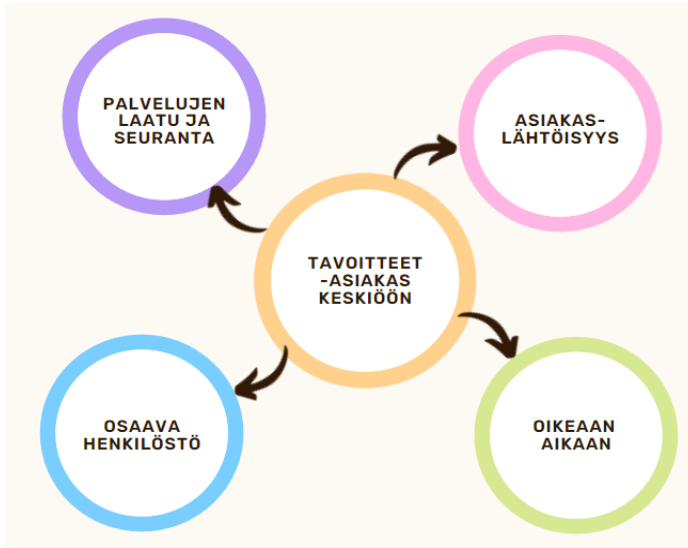 PALVELUJEN
LAATU JA
SEURANTA
ASIAKAS-
LÄHTÖISYYS
TAVOITTEET
-ASIAKAS
KESKIÖÖN
OSAAVA
HENKILÖSTÖ
OIKEAAN
AIKAAN